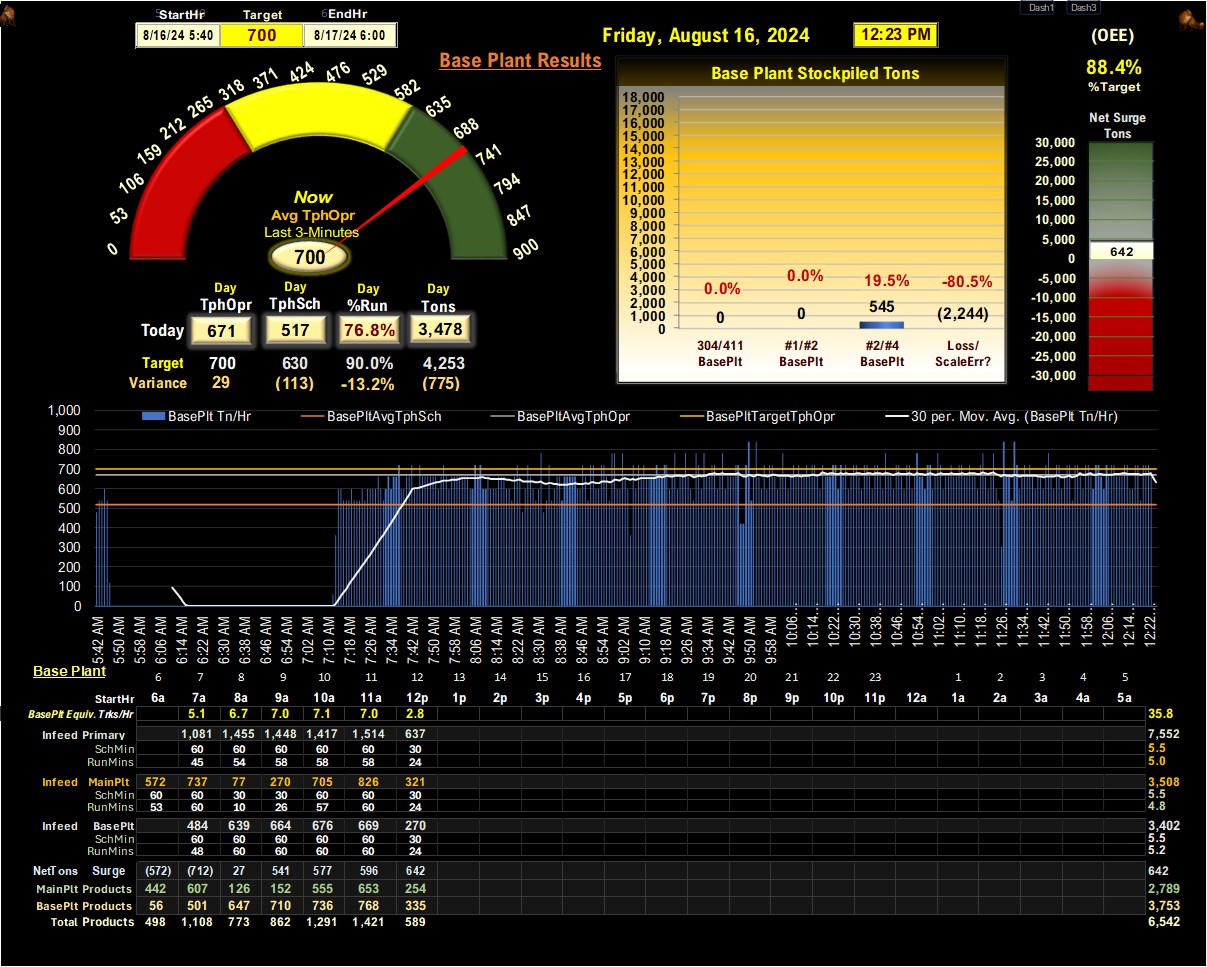 Dash1 Dash3
StartHr Target EndHr
8/16/24 5:40 700 8/17/24 6:00
Friday, August 16, 2024 12:23 PM
Base Plant Results
(OEE)
88.4%
%Target
0 53 106 159 212 265 318 371 424 476 529 582 635 688 741 794 847 900
Now
Avg TphOpr
Last 3-Minutes
700
Day Day Day Day
TphOpr TphSch %Run Tons
Today 671 517 76.8% 3,478
Target 700 630 90.0% 4,253
Variance 29 (113) -13.2% (775)
Base Plant Stockpiled Tons
18,000
17,000
16,000
15,000
14,000
13,000
12,000
11,000
10,000
9,000
8,000
7,000
6,000
5,000
4,000
3,000
2,000
1,000
0
0.0% 0.0% 19.5% -80.5%
0 0 545 (2,244)
304/411 #1/#2 #2/#4 Loss/
BasePlt BasePlt BasePlt ScaleErr?
Net Surge
Tons
30,000
25,000
20,000
15,000
10,000
5,000
642
0
-5,000
-10,000
-15,000
-20,000
-25,000
-30,000
BasePlt Tn/Hr BasePltAvgTphSch BasePltAvgTphOpr BasePltTargetTphOpr 30 per. Mov. Avg. (BasePlt Tn/Hr)
1,000
900
800
700
600
500
400
300
200
100
0
5:42 AM 5:50 AM 5:58 AM 6:06 AM 6:14 AM 6:22 AM 6:30 AM 6:38 AM 6:46 AM 6:54 AM 7:02 AM 7:10 AM 7:18 AM 7:26 AM 7:34 AM 7:42 AM 7:50 AM 7:58 AM 8:06 AM 8:14 AM 8:22 AM 8:30 AM 8:38 AM 8:46 AM 8:54 AM 9:02 AM 9:10 AM 9:18 AM 9:26 AM 9:34 AM 9:42 AM 9:50 AM 9:58 AM 10:06… 10:14… 10:22… 10:30… 10:38… 10:46… 10:54… 11:02… 11:10… 11:18… 11:26… 11:34… 11:42… 11:50… 11:58… 12:06… 12:14… 12:22…
Base Plant
6 7 8 9 10 11 12 13 14 15 16 17 18 19 20 21 22 23 1 2 3 4 5
StartHr 6a 7a 8a 9a 10a 11a 12p 1p 2p 3p 4p 5p 6p 7p 8p 9p 10p 11p 12a 1a 2a 3a 4a 5a
BasePlt Equiv. Trks/Hr 5.1 6.7 7.0 7.1 7.0 2.8 35.8
Infeed Primary 1,081 1,455 1,448 1,417 1,514 637 7,552
SchMin 60 60 60 60 60 30 5.5
RunMins 45 54 58 58 58 24 5.0
Infeed MainPlt 572 737 77 270 705 826 321 3,508
SchMin 60 60 30 30 60 60 30 5.5
RunMins 53 60 10 26 57 60 24 4.8
Infeed BasePlt 484 639 664 676 669 270 3,402
SchMin 60 60 60 60 60 30 5.5
RunMins 48 60 60 60 60 24 5.2
NetTons Surge (572) (712) 27 541 577 596 642 642
MainPlt Products 442 607 126 152 555 653 254 2,789
BasePlt Products 56 501 647 710 736 768 335 3,753
Total Products 498 1,108 773 862 1,291 1,421 589 6,542